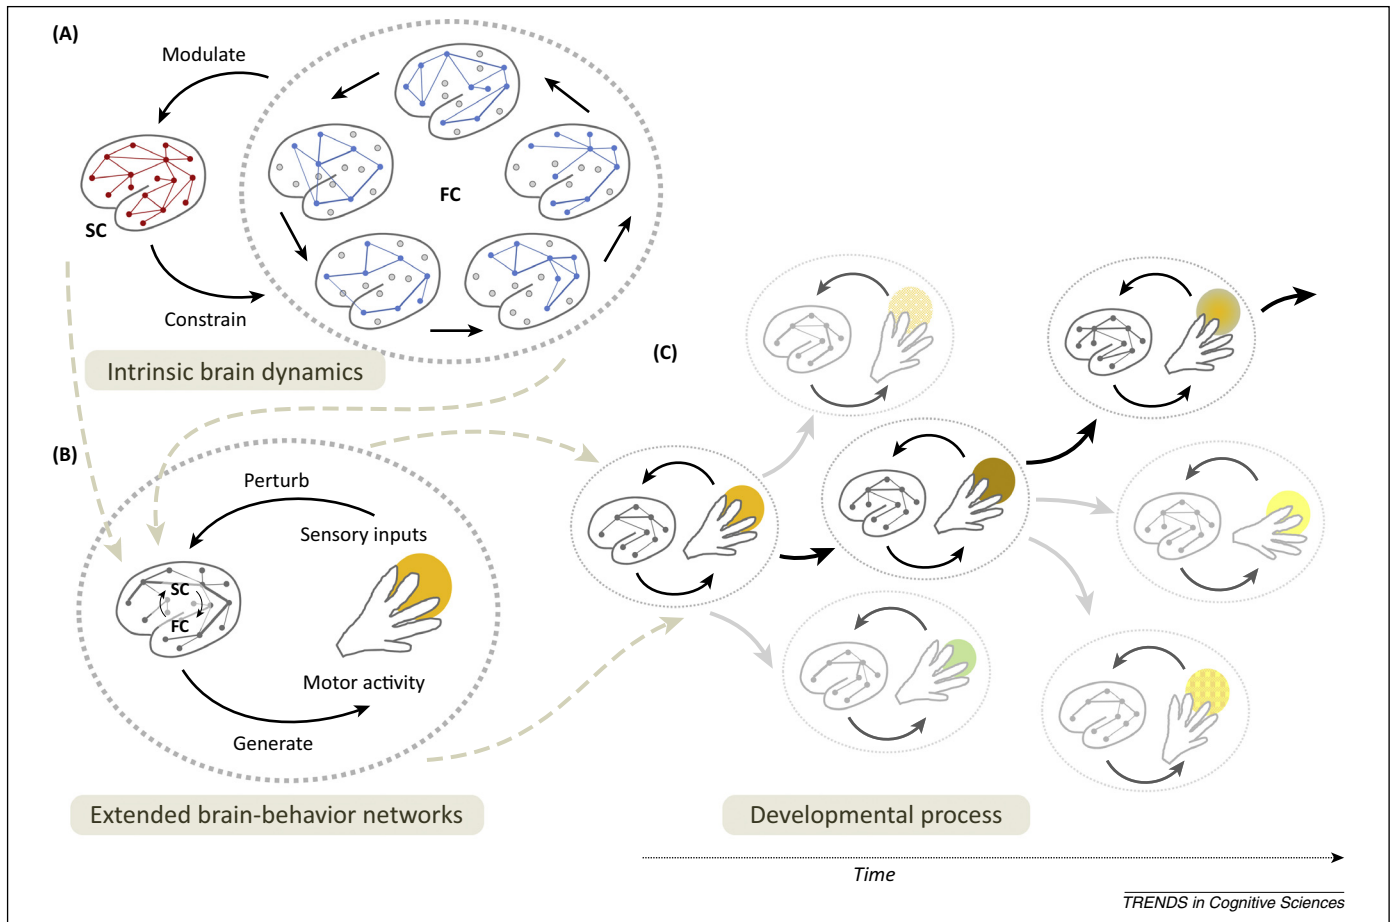 (A)
Modulate
SC
FC
Constrain
Intrinsic brain dynamics
(B)
Perturb
Sensory inputs
SC
FC
Motor activity
Generate
Extended brain-behavior networks
(C)
Developmental process
Time
TRENDS in Cognitive Sciences